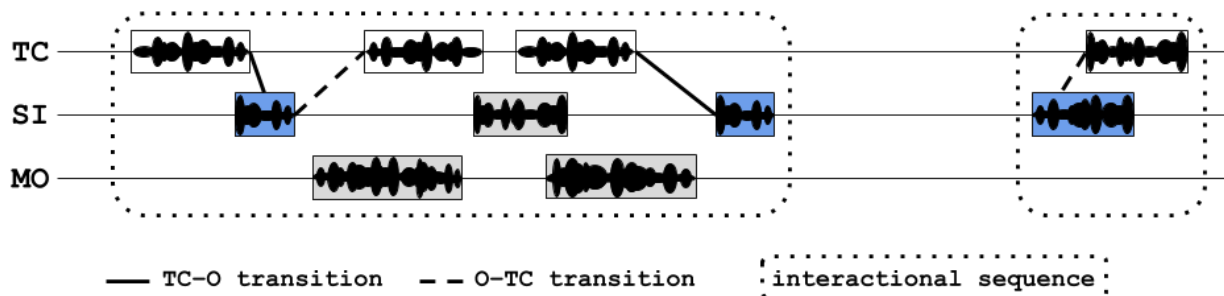 TC
SI
MO
TC-O transition O-TC transition interactional sequence